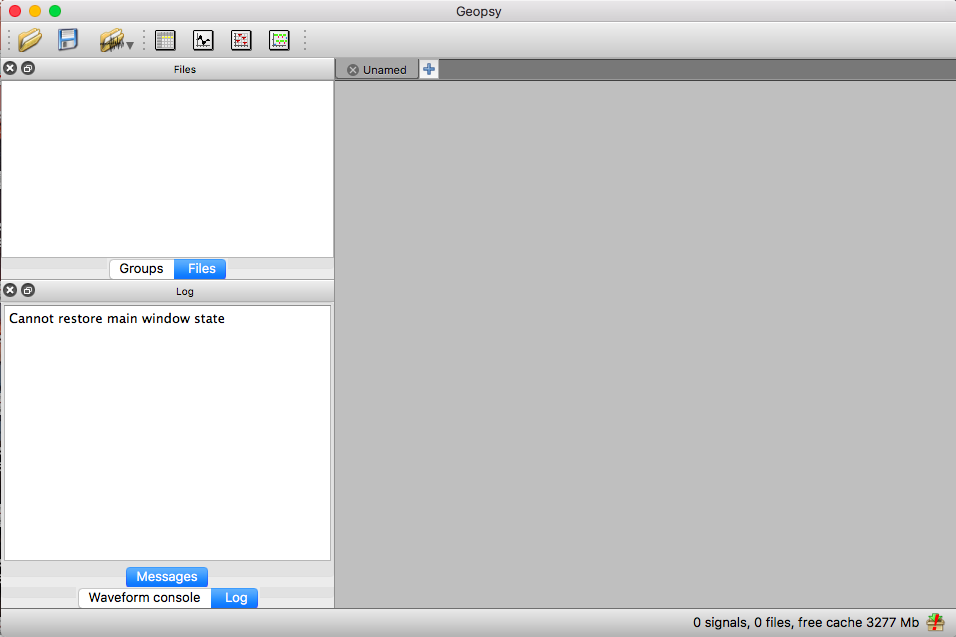 Geopsy
Files
Unamed
Groups Files
Log
Cannot restore main window state
Messages
Waveform console Log
0 signals, 0 files, free cache 3277 Mb